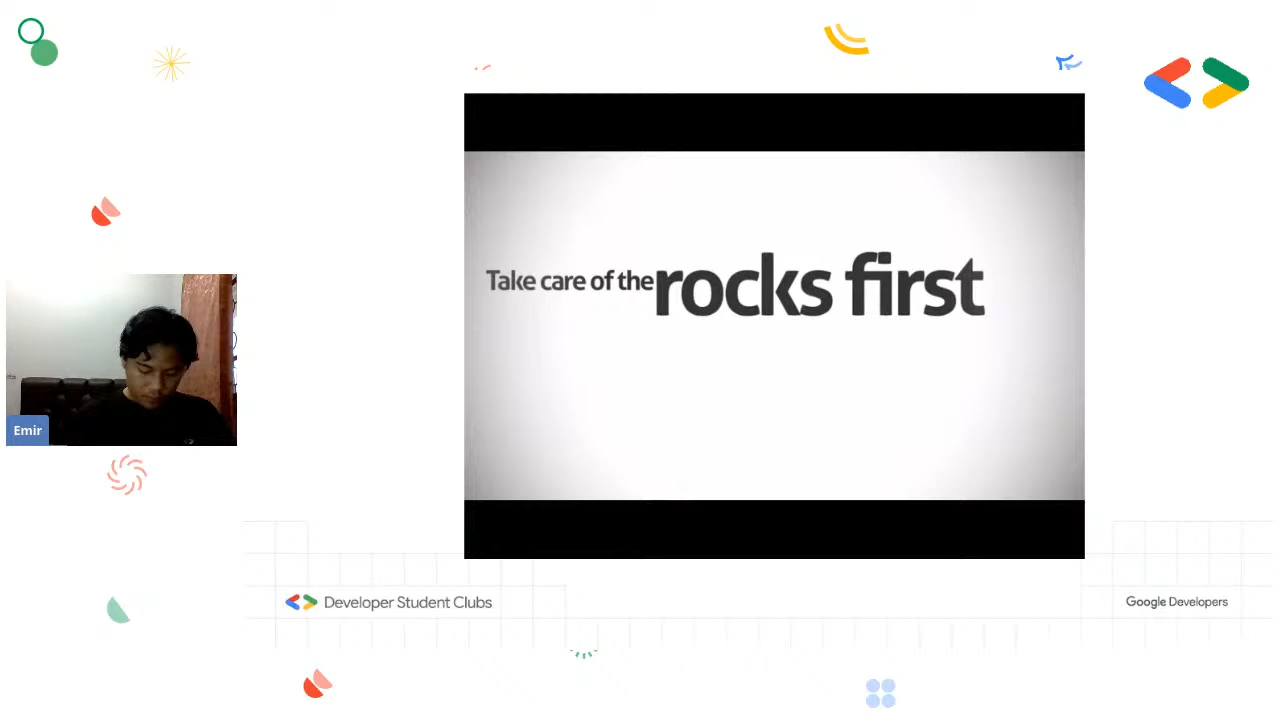 Take care of the rocks first
Emir
Developer Student Clubs
Google Developers